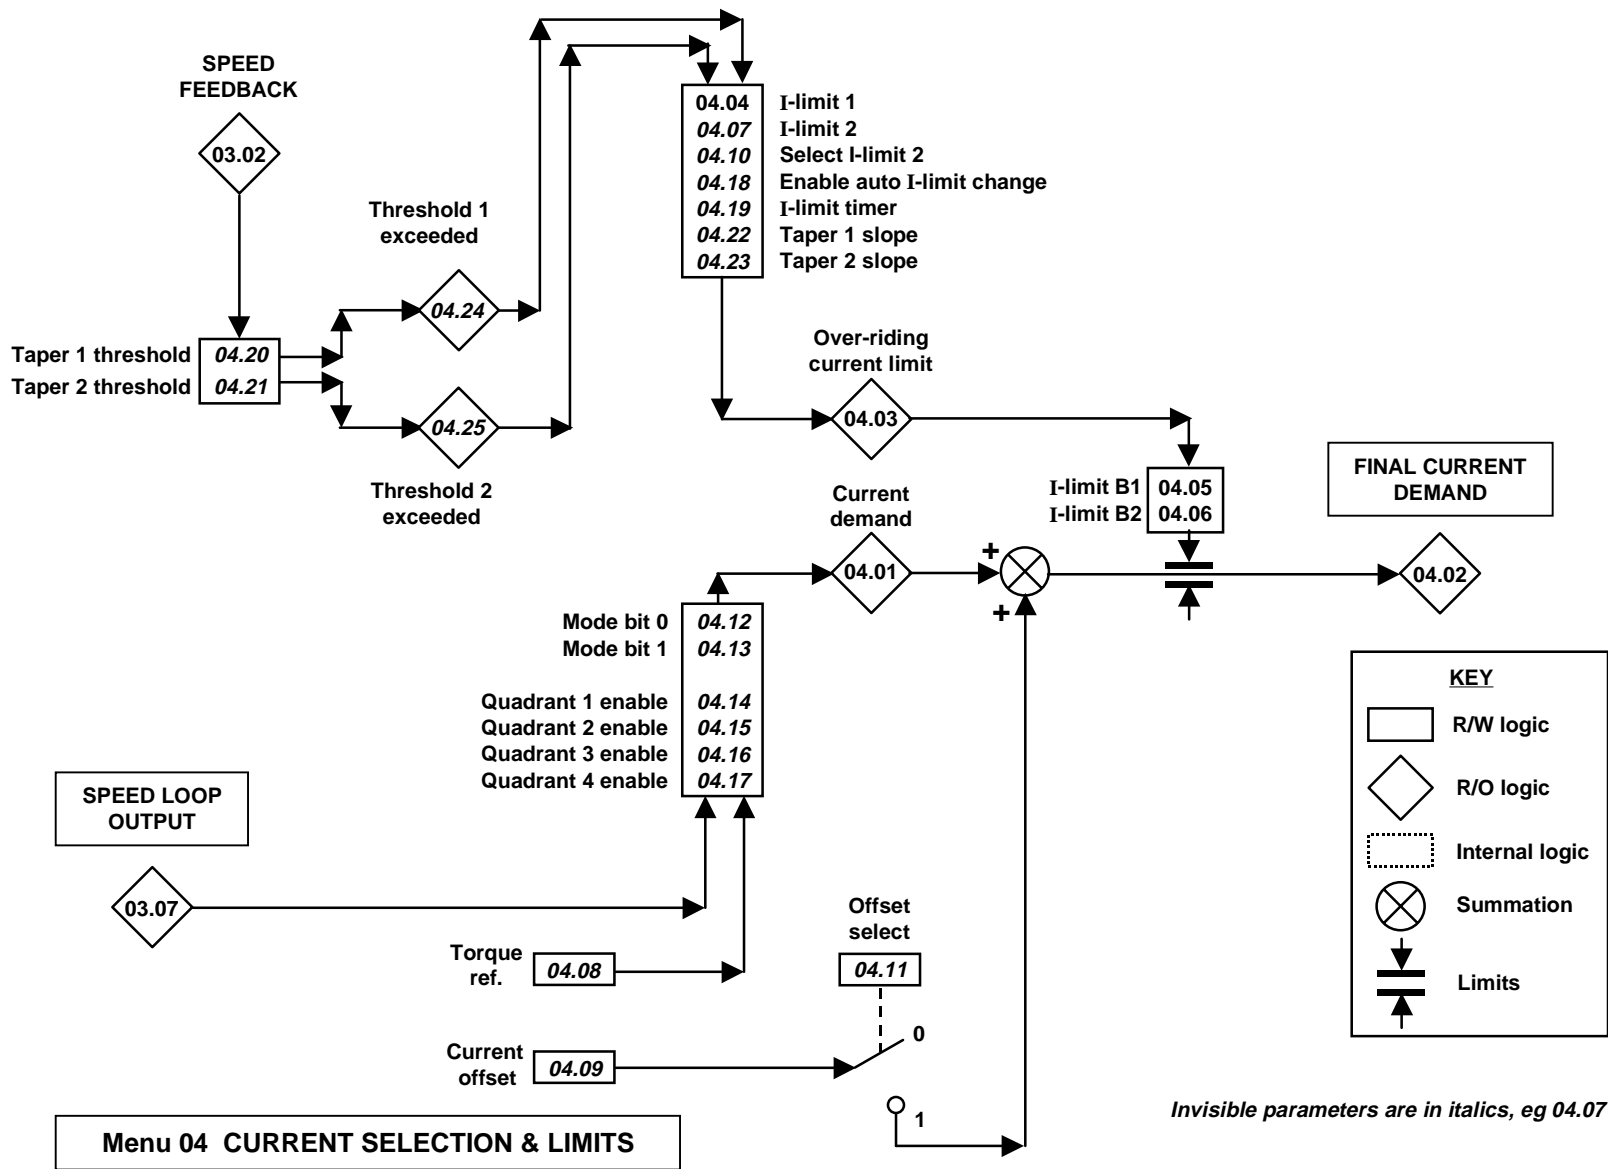 SPEED
FEEDBACK
03.02
04.04 I-limit 1
04.07 I-limit 2
04.10 Select I-limit 2
04.18 Enable auto I-limit change
04.19 I-limit timer
04.22 Taper 1 slope
04.23 Taper 2 slope
Threshold 1
exceeded
04.24
Taper 1 threshold 04.20
Taper 2 threshold 04.21
04.25
Threshold 2
exceeded
Over-riding
current limit
04.03
I-limit B1 04.05
I-limit B2 04.06
FINAL CURRENT
DEMAND
04.02
Current
demand
04.01
+
+
Mode bit 0 04.12
Mode bit 1 04.13
Quadrant 1 enable 04.14
Quadrant 2 enable 04.15
Quadrant 3 enable 04.16
Quadrant 4 enable 04.17
SPEED LOOP
OUTPUT
03.07
Torque
ref.
04.08
Offset
select
04.11
0
Current
offset
04.09
1
KEY
R/W logic
R/O logic
Internal logic
Summation
Limits
Invisible parameters are in italics, eg 04.07
Menu 04 CURRENT SELECTION & LIMITS